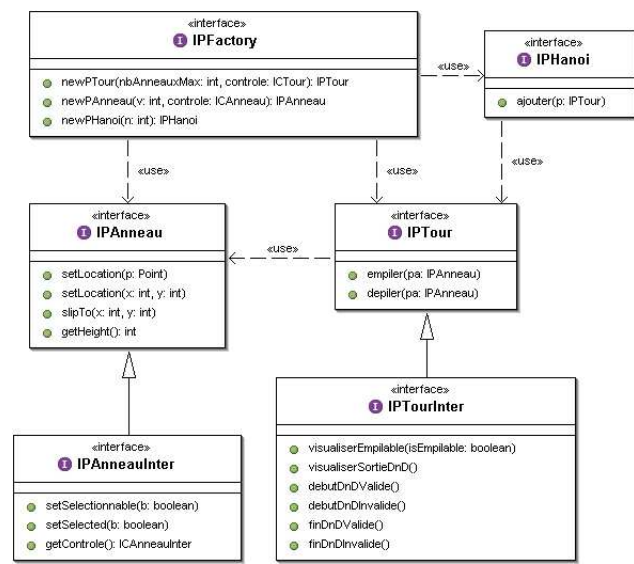 «interface»
I IPFactory
newPTour(nbAnneauxMax: int, controle: ICTour): IPTour
newPAnneau(v: int, controle: ICAnneau): IPAnneau
newPHanoi(n: int): IPHanoi
«use»
«interface»
I IPHanoi
ajouter(p: IPTour)
«use»
«use»
«use»
«interface»
I IPAnneau
setLocation(p: Point)
setLocation(x: int, y: int)
slipTo(x: int, y: int)
getHeight(): int
«use»
«interface»
I IPTour
empiler(pa: IPAnneau)
depiler(pa: IPAnneau)
«interface»
I IPAnneauInter
setSelectionnable(b: boolean)
setSelected(b: boolean)
getControle(): ICAnneauInter
«interface»
I IPTourInter
visualiserEmpilable(isEmpilable: boolean)
visualiserSortieDnD()
debutDnDValide()
debutDnDInvalide()
finDnDValide()
finDnDInvalide()